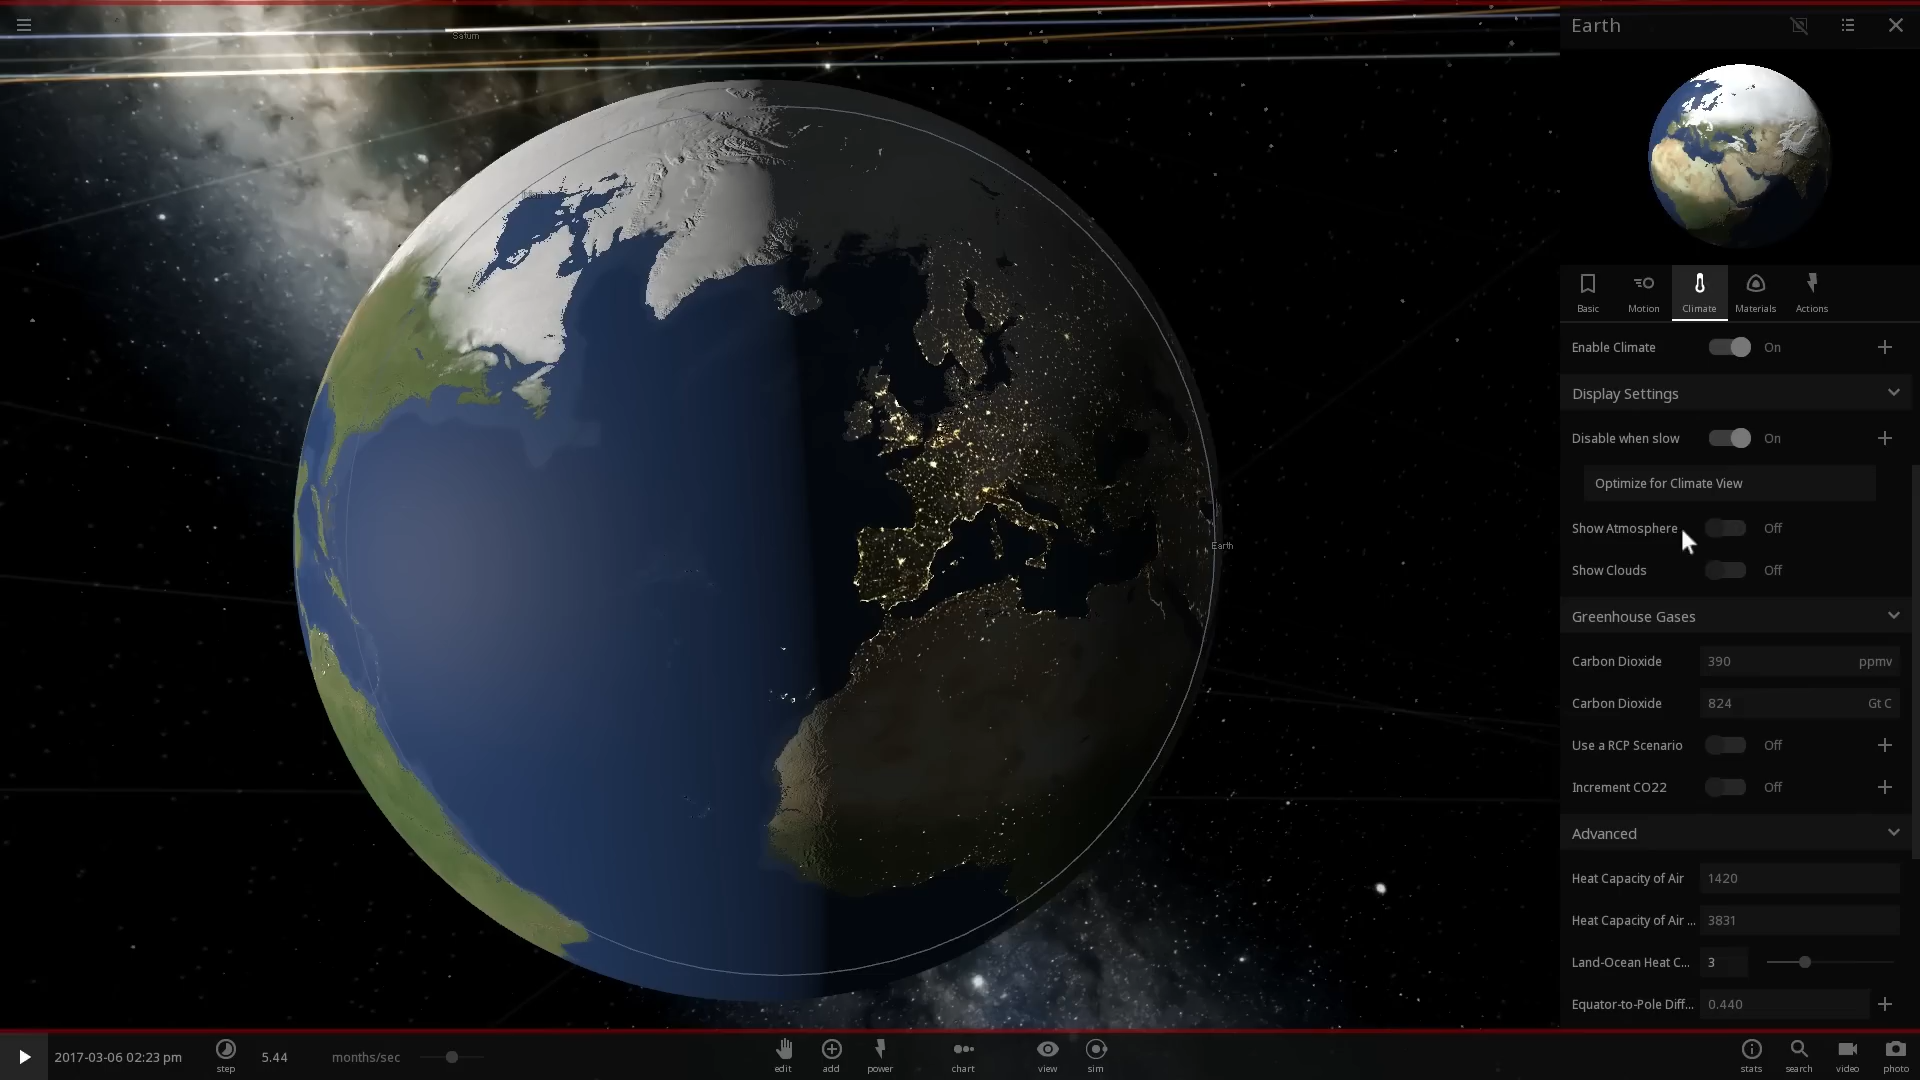 Saturn
Earth
Earth
Basic
Motion
Climate
Materials
Actions
Enable Climate On
Display Settings
Disable when slow On
Optimize for Climate View
Show Atmosphere Off
Show Clouds Off
Greenhouse Gases
Carbon Dioxide 390 ppmv
Carbon Dioxide 824 Gt C
Use a RCP Scenario Off
Increment CO22 Off
Advanced
Heat Capacity of Air 1420
Heat Capacity of Air ... 3831
Land-Ocean Heat C... 3
Equator-to-Pole Diff... 0.440
2017-03-06 02:23 pm
step
5.44 months/sec
edit
add
power
chart
view
sim
stats
search
video
photo